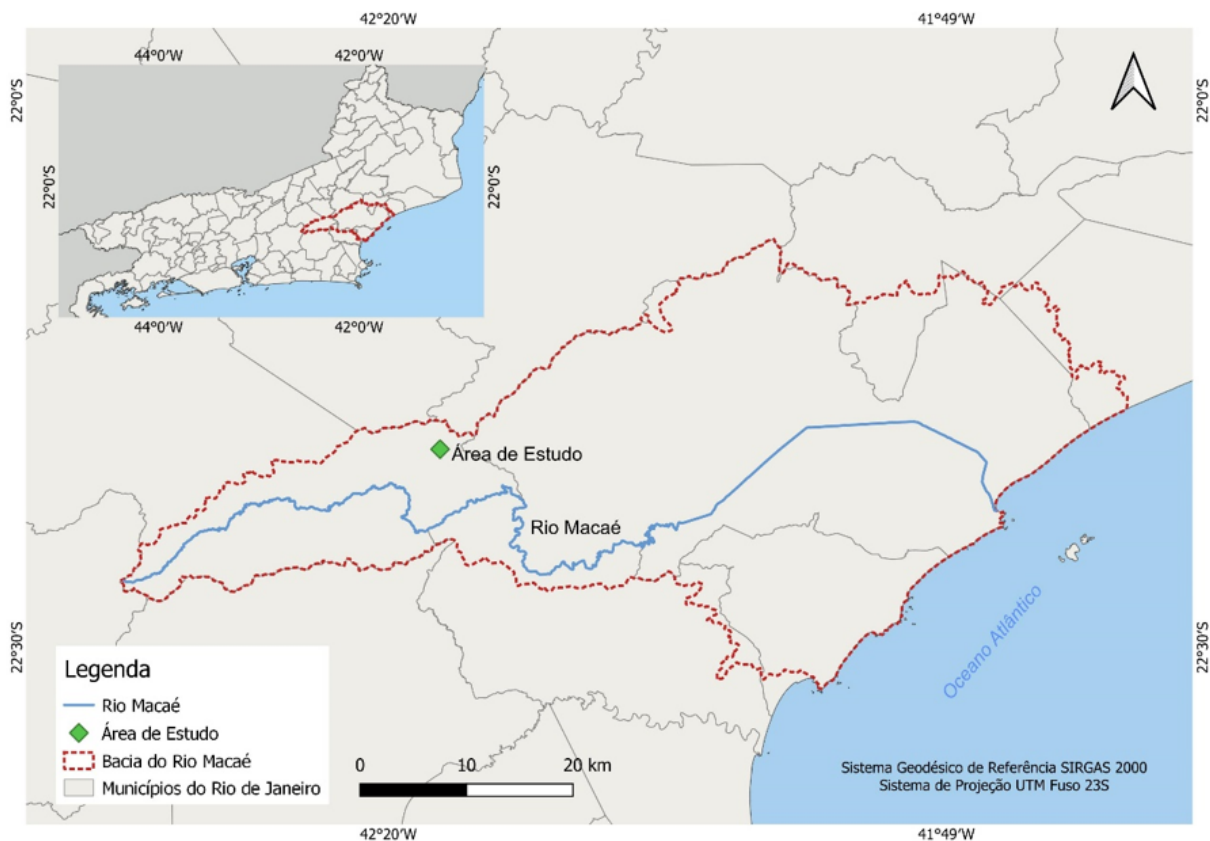 42°20'W
41°49'W
22°0'S
22°0'S
44°0'W
42°0'W
22°0'S
22°0'S
44°0'W
42°0'W
Área de Estudo
Rio Macaé
Oceano Atlântico
22°30'S
22°30'S
Legenda
Rio Macaé
Área de Estudo
Bacia do Rio Macaé
Municípios do Rio de Janeiro
0
10
20 km
Sistema Geodésico de Referência SIRGAS 2000
Sistema de Projeção UTM Fuso 23S
42°20'W
41°49'W